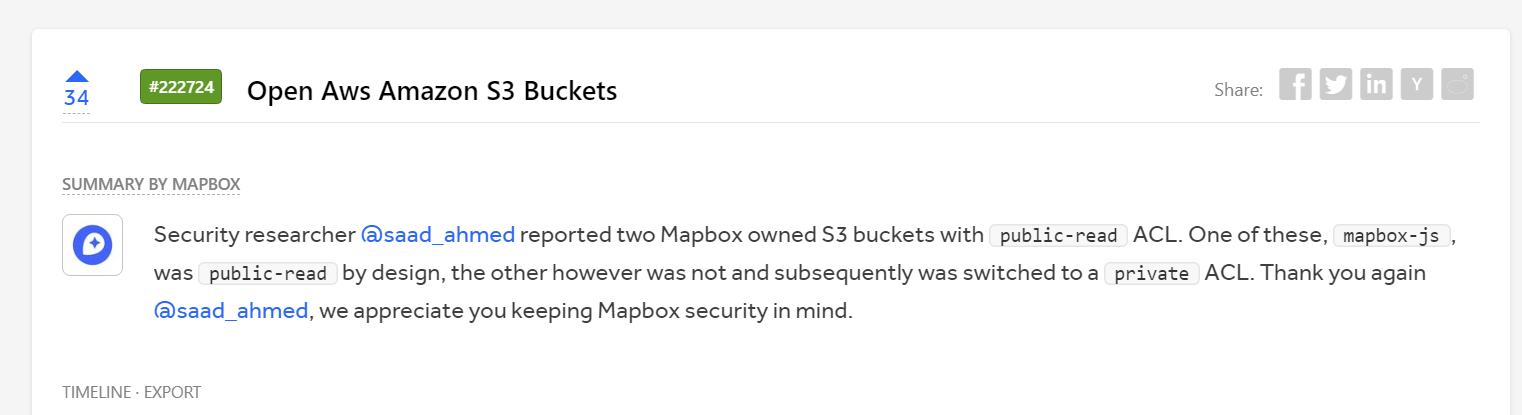 34
#222724
Open Aws Amazon S3 Buckets
Share:
SUMMARY BY MAPBOX
Security researcher @saad_ahmed reported two Mapbox owned S3 buckets with public-read ACL. One of these, mapbox-js ,
was public-read by design, the other however was not and subsequently was switched to a private ACL. Thank you again
@saad_ahmed, we appreciate you keeping Mapbox security in mind.
TIMELINE · EXPORT